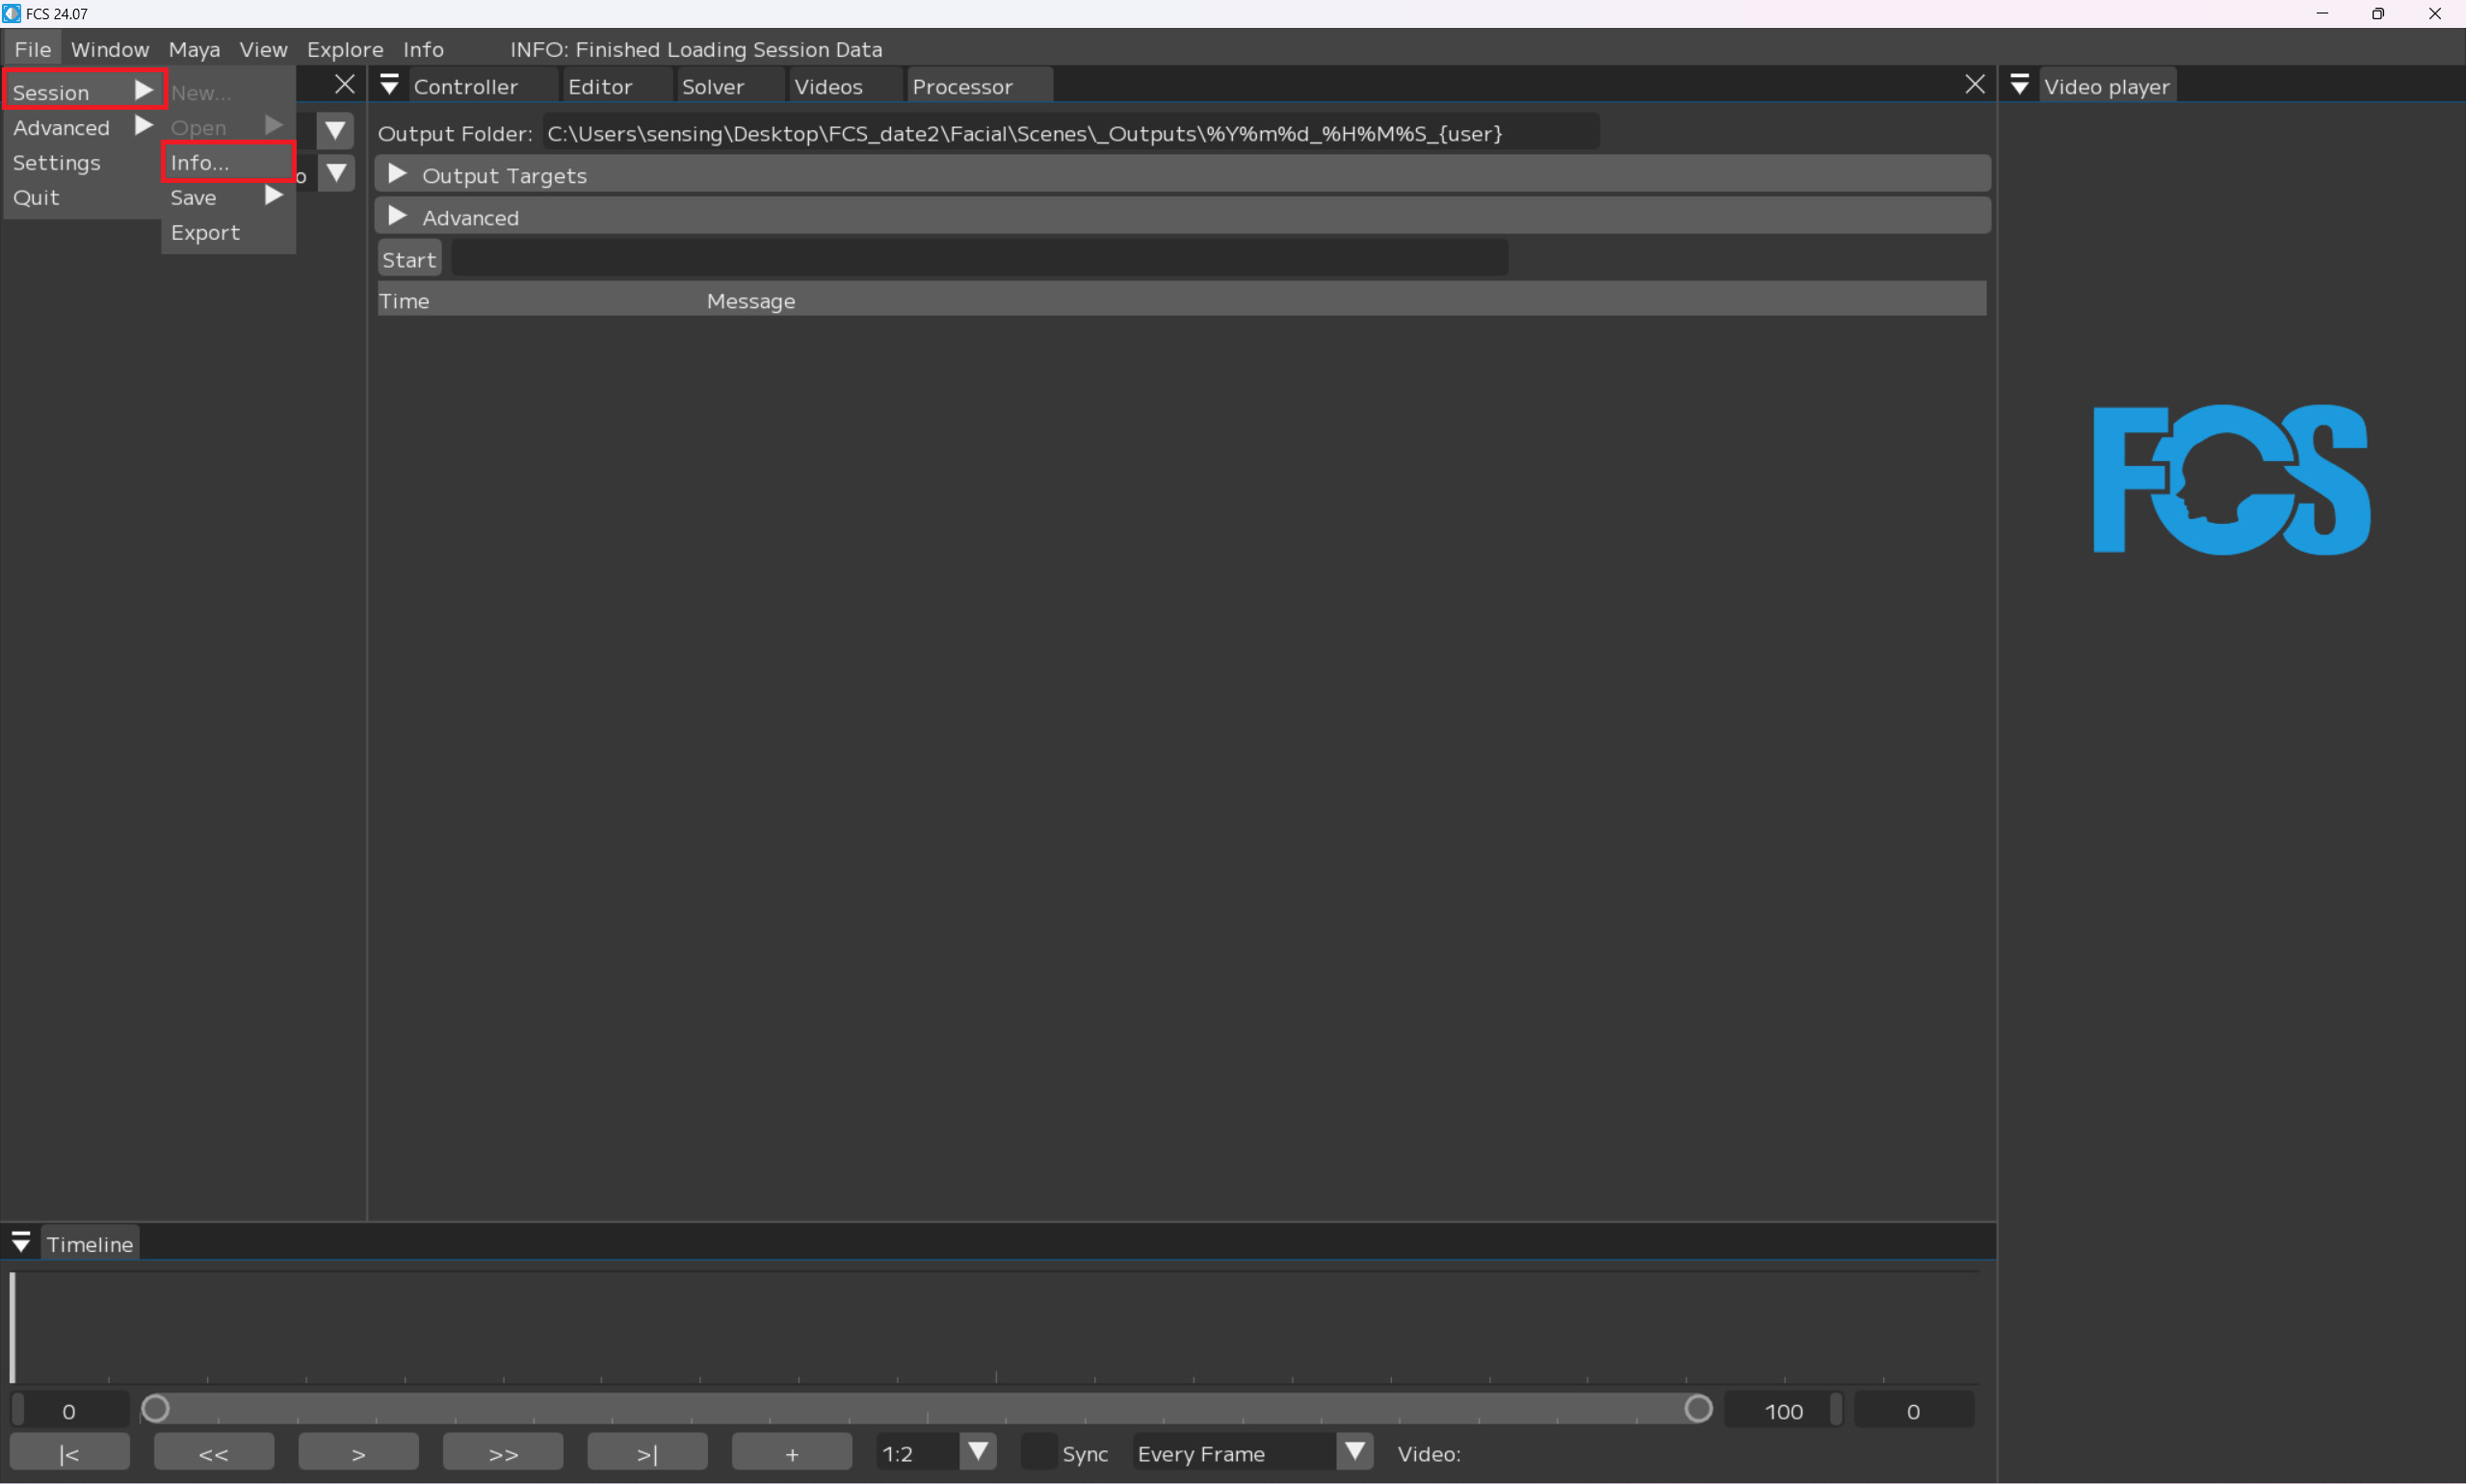 FCS 24.07
File Window Maya View Explore Info INFO: Finished Loading Session Data
Session New...
Advanced Open
Settings Info...
Quit Save
Export
o
Controller Editor Solver Videos Processor
Video player
Output Folder: C:\Users\sensing\Desktop\FCS_date2\Facial\Scenes\_Outputs\%Y%m%d_%H%M%S_{user}
Output Targets
Advanced
Start
Time Message
FCS
Timeline
0 100 0
|< << > >> >| + 1:2 Sync Every Frame Video: